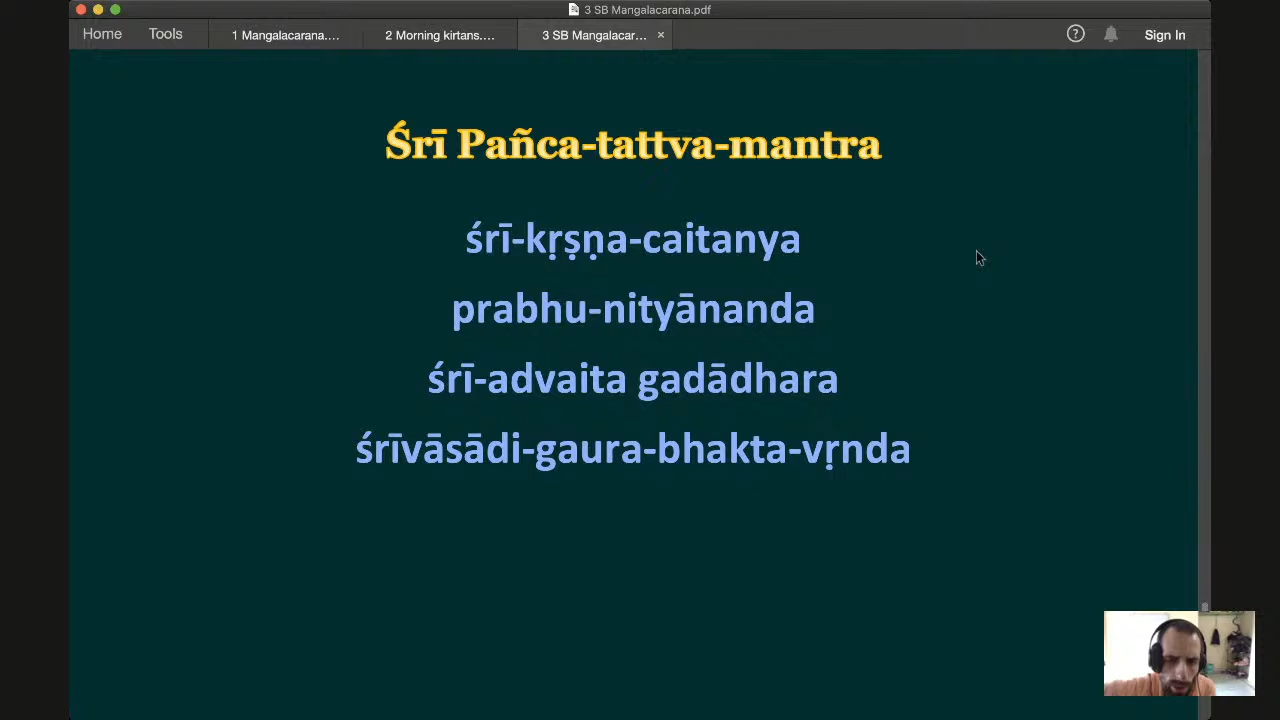 3 SB Mangalacarana.pdf
Home Tools 1 Mangalacarana.... 2 Morning kirtans.... 3 SB Mangalacar... × ? Sign In
Śrī Pañca-tattva-mantra
śrī-kṛṣṇa-caitanya
prabhu-nityānanda
śrī-advaita gadādhara
śrīvāsādi-gaura-bhakta-vṛnda